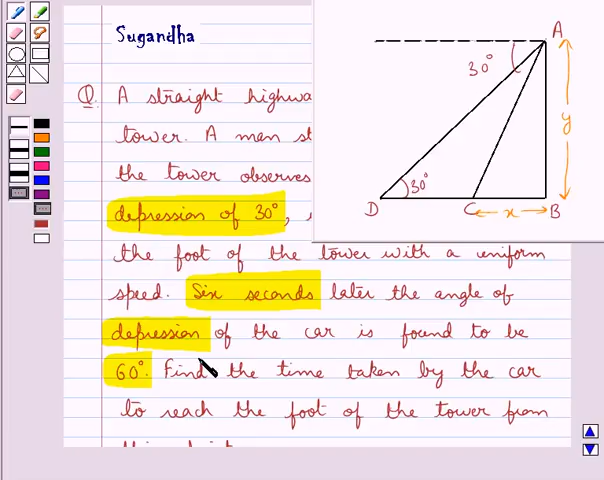 Sugandha
Q. A straight highwa
tower. A man st
the tower observes
depression of 30°,
the foot of the tower with a uniform
speed. Six seconds later the angle of
depression of the car is found to be
60°. Find the time taken by the car
to reach the foot of the tower from
this point.
A
30°
y
30°
D
C
x
B